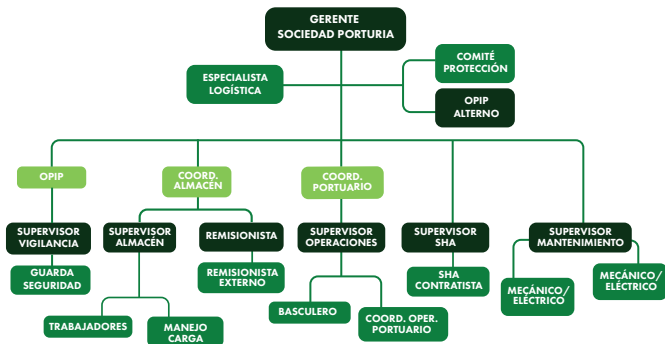 GERENTE
SOCIEDAD PORTURIA
ESPECIALISTA
LOGÍSTICA
COMITÉ
PROTECCIÓN
OPIP
ALTERNO
OPIP
COORD.
ALMACÉN
COORD.
PORTUARIO
SUPERVISOR
VIGILANCIA
SUPERVISOR
ALMACÉN
REMISIONISTA
SUPERVISOR
OPERACIONES
SUPERVISOR
SHA
SUPERVISOR
MANTENIMIENTO
GUARDA
SEGURIDAD
REMISIONISTA
EXTERNO
SHA
CONTRATISTA
MEÇÁNICO/
ELÉCTRICO
MEÇÁNICO/
ELÉCTRICO
TRABAJADORES
MANEJO
CARGA
BASCULERO
COORD. OPER.
PORTUARIO